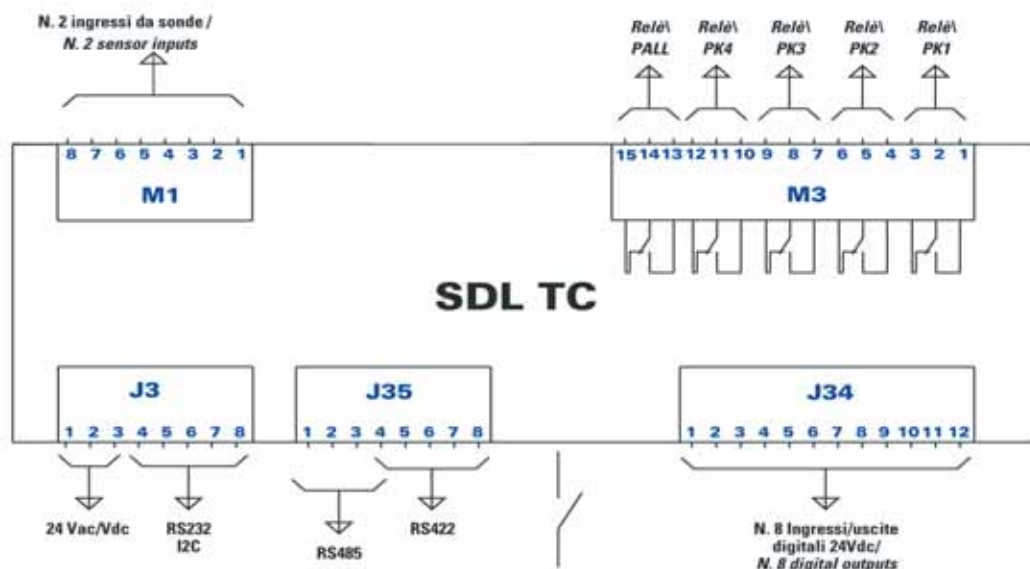 N. 2 ingressi da sonde /
N. 2 sensor inputs
Relè\ Relè\ Relè\ Relè\ Relè\
PALL PK4 PK3 PK2 PK1
8 7 6 5 4 3 2 1
15 14 13 12 11 10 9 8 7 6 5 4 3 2 1
M1
M3
SDL TC
J3
J35
J34
1 2 3 4 5 6 7 8
1 2 3 4 5 6 7 8
1 2 3 4 5 6 7 8 9 10 11 12
24 Vac/Vdc
RS232
I2C
RS485
RS422
N. 8 Ingressi/uscite
digitali 24Vdc/
N. 8 digital outputs